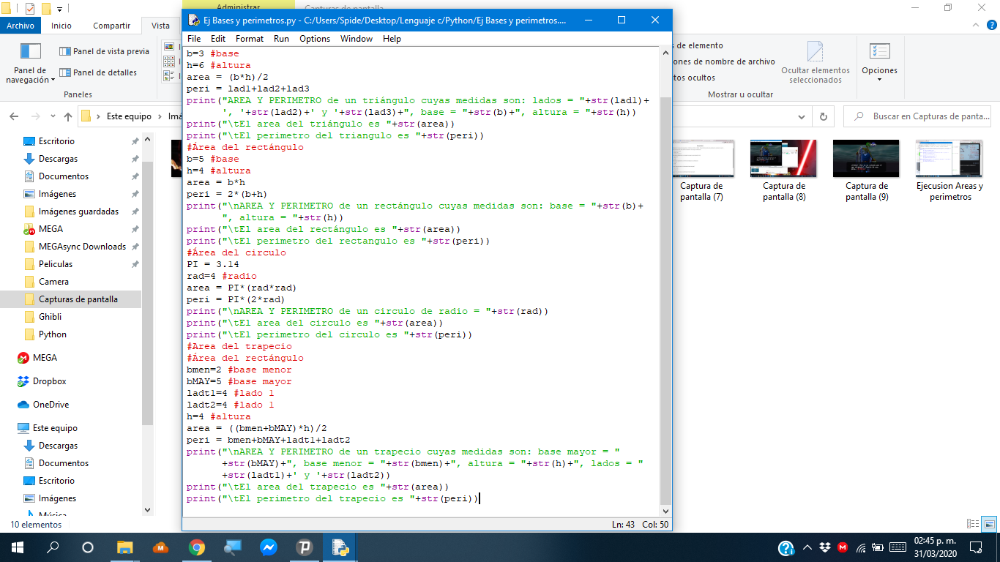 Administrar
Capturas de pantalla
Archivo
Inicio
Compartir
Vista
Panel de navegación
Panel de vista previa
Panel de detalles
Paneles
de elemento
ones de nombre de archivo
tos ocultos
Ocultar elementos seleccionados
Opciones
Mostrar u ocultar
Este equipo
Buscar en Capturas de panta...
Escritorio
Descargas
Documentos
Imágenes
Imágenes guardadas
MEGA
MEGAsync Downloads
Peliculas
Camera
Capturas de pantalla
Ghibli
Python
MEGA
Dropbox
OneDrive
Este equipo
Descargas
Documentos
Escritorio
Imágenes
Música
10 elementos
Ej Bases y perimetros.py - C:/Users/Spide/Desktop/Lenguaje c/Python/Ej Bases y perimetros....
File Edit Format Run Options Window Help
b=3 #base
h=6 #altura
area = (b*h)/2
peri = lad1+lad2+lad3
print("AREA Y PERIMETRO de un triángulo cuyas medidas son: lados = "+str(lad1)+
', '+str(lad2)+' y '+str(lad3)+", base = "+str(b)+", altura = "+str(h))
print("\tEl area del triángulo es "+str(area))
print("\tEl perimetro del triangulo es "+str(peri))
#Área del rectángulo
b=5 #base
h=4 #altura
area = b*h
peri = 2*(b+h)
print("\nAREA Y PERIMETRO de un rectángulo cuyas medidas son: base = "+str(b)+
", altura = "+str(h))
print("\tEl area del rectángulo es "+str(area))
print("\tEl perimetro del rectangulo es "+str(peri))
#Área del circulo
PI = 3.14
rad=4 #radio
area = PI*(rad*rad)
peri = PI*(2*rad)
print("\nAREA Y PERIMETRO de un circulo de radio = "+str(rad))
print("\tEl area del circulo es "+str(area))
print("\tEl perimetro del circulo es "+str(peri))
#Area del trapecio
#Área del rectángulo
bmen=2 #base menor
bMAY=5 #base mayor
ladt1=4 #lado 1
ladt2=4 #lado 1
h=4 #altura
area = ((bmen+bMAY)*h)/2
peri = bmen+bMAY+ladt1+ladt2
print("\nAREA Y PERIMETRO de un trapecio cuyas medidas son: base mayor = "
+str(bMAY)+", base menor = "+str(bmen)+", altura = "+str(h)+", lados = "
+str(ladt1)+' y '+str(ladt2))
print("\tEl area del trapecio es "+str(area))
print("\tEl perimetro del trapecio es "+str(peri))
Ln: 43 Col: 50
Captura de pantalla (7)
Captura de pantalla (8)
Captura de pantalla (9)
Ejecusion Areas y perimetros
02:45 p. m.
31/03/2020